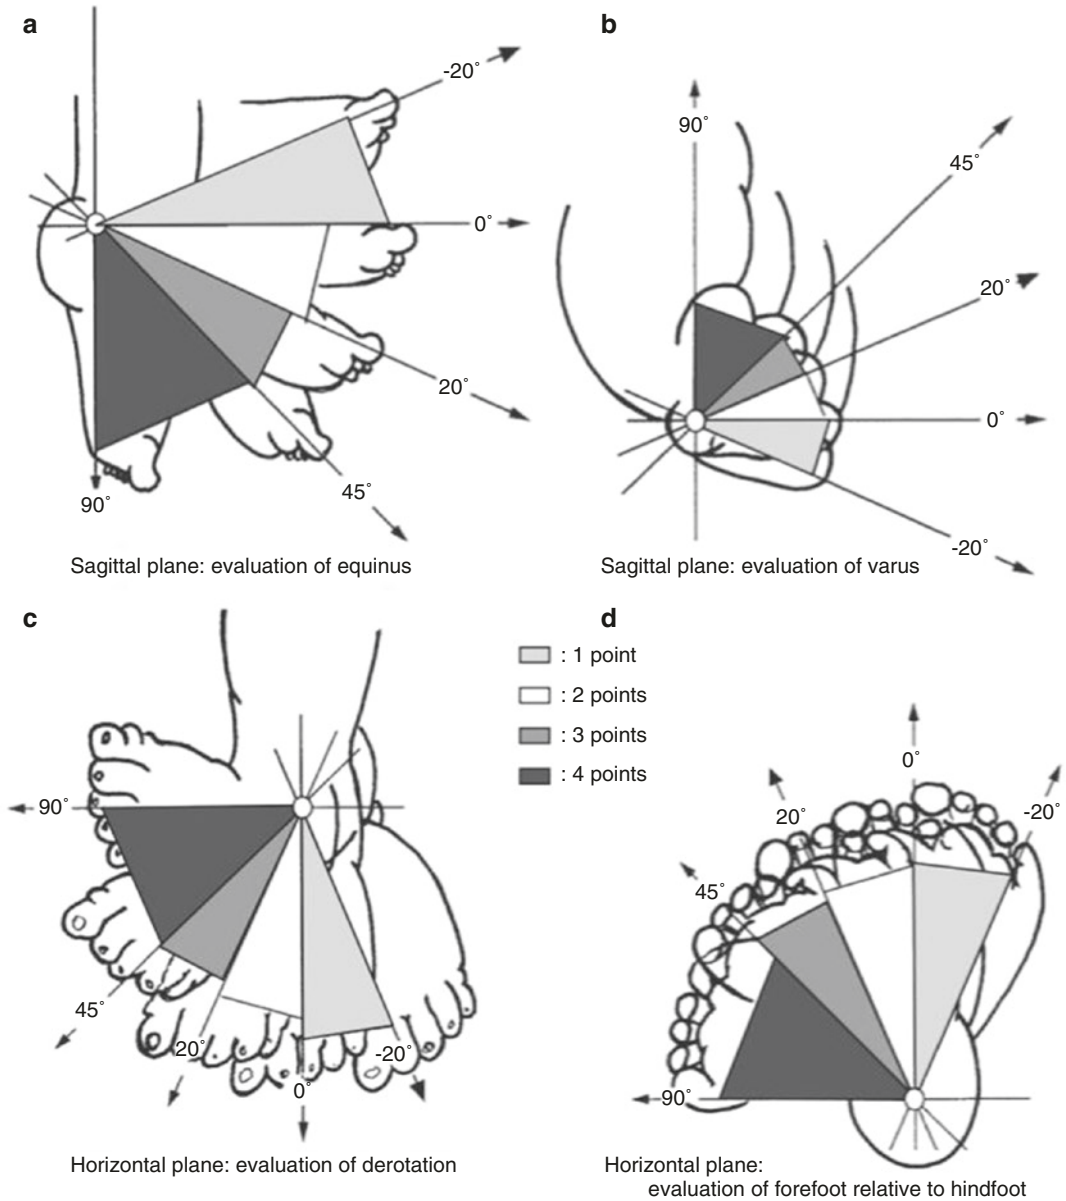 a
-20°
0°
20°
45°
90°
Sagittal plane: evaluation of equinus
b
90°
45°
20°
0°
-20°
Sagittal plane: evaluation of varus
c
90°
45°
20°
0°
-20°
Horizontal plane: evaluation of derotation
: 1 point
: 2 points
: 3 points
: 4 points
d
0°
-20°
20°
45°
90°
Horizontal plane:
evaluation of forefoot relative to hindfoot